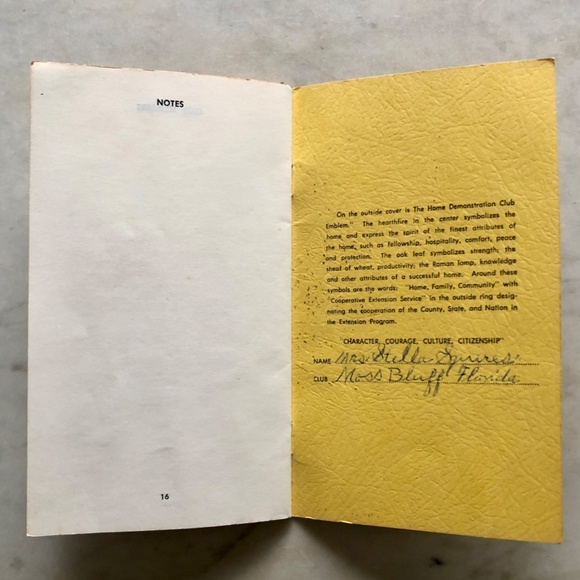 NOTES
16
On the outside cover is The Home Demonstration Club
Emblem." The hearthfire in the center symbolizes the
home and express the spirit of the finest attributes of
the home, such as fellowship, hospitality, comfort, peace
and protection. The oak leaf symbolizes strength; the
sheaf of wheat, productivity; the Roman lamp, knowledge
and other attributes of a successful home. Around these
symbols are the words: "Home, Family, Community" with
"Cooperative Extension Service" in the outside ring desig-
nating the cooperation of the County, State, and Nation in
the Extension Program.
"CHARACTER, COURAGE, CULTURE, CITIZENSHIP"
NAME Mrs. Stella Squires
CLUB Moss Bluff Florida